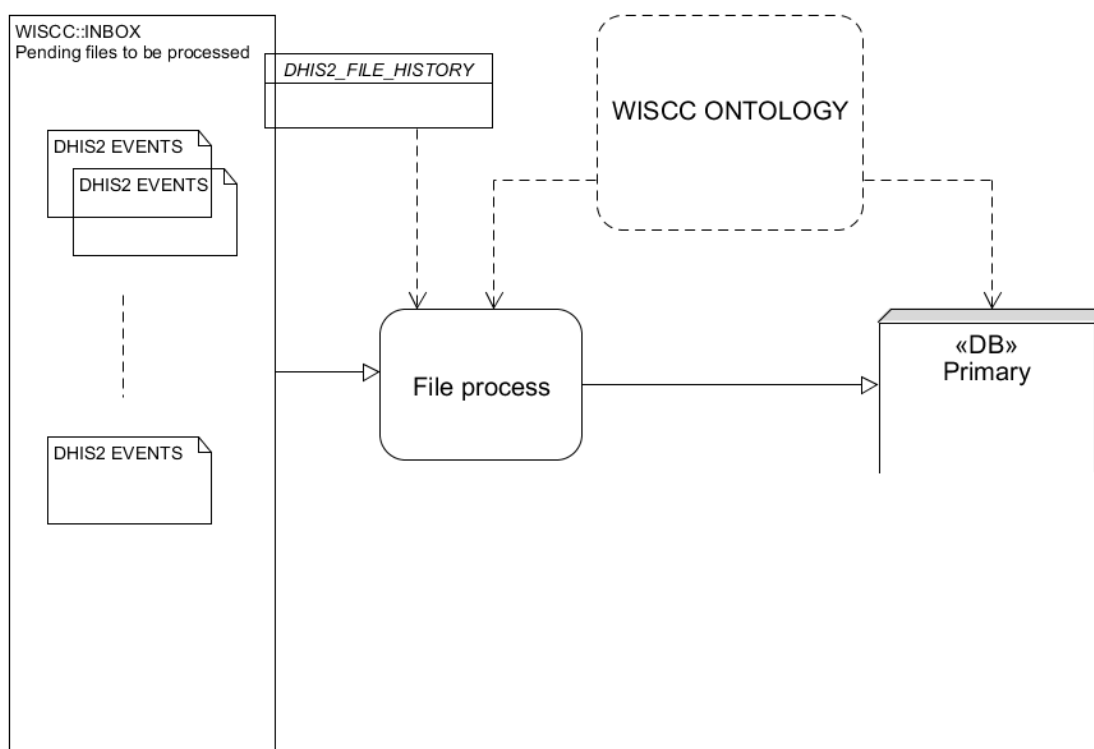 WISCC::INBOX
Pending files to be processed
DHIS2_FILE_HISTORY
WISCC ONTOLOGY
DHIS2 EVENTS
DHIS2 EVENTS
File process
«DB»
Primary
DHIS2 EVENTS